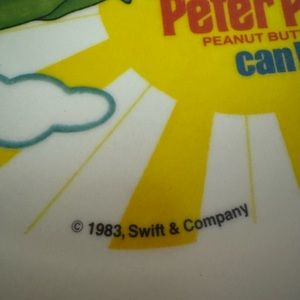 Peter P
PEANUT BUTT
can
© 1983, Swift & Company